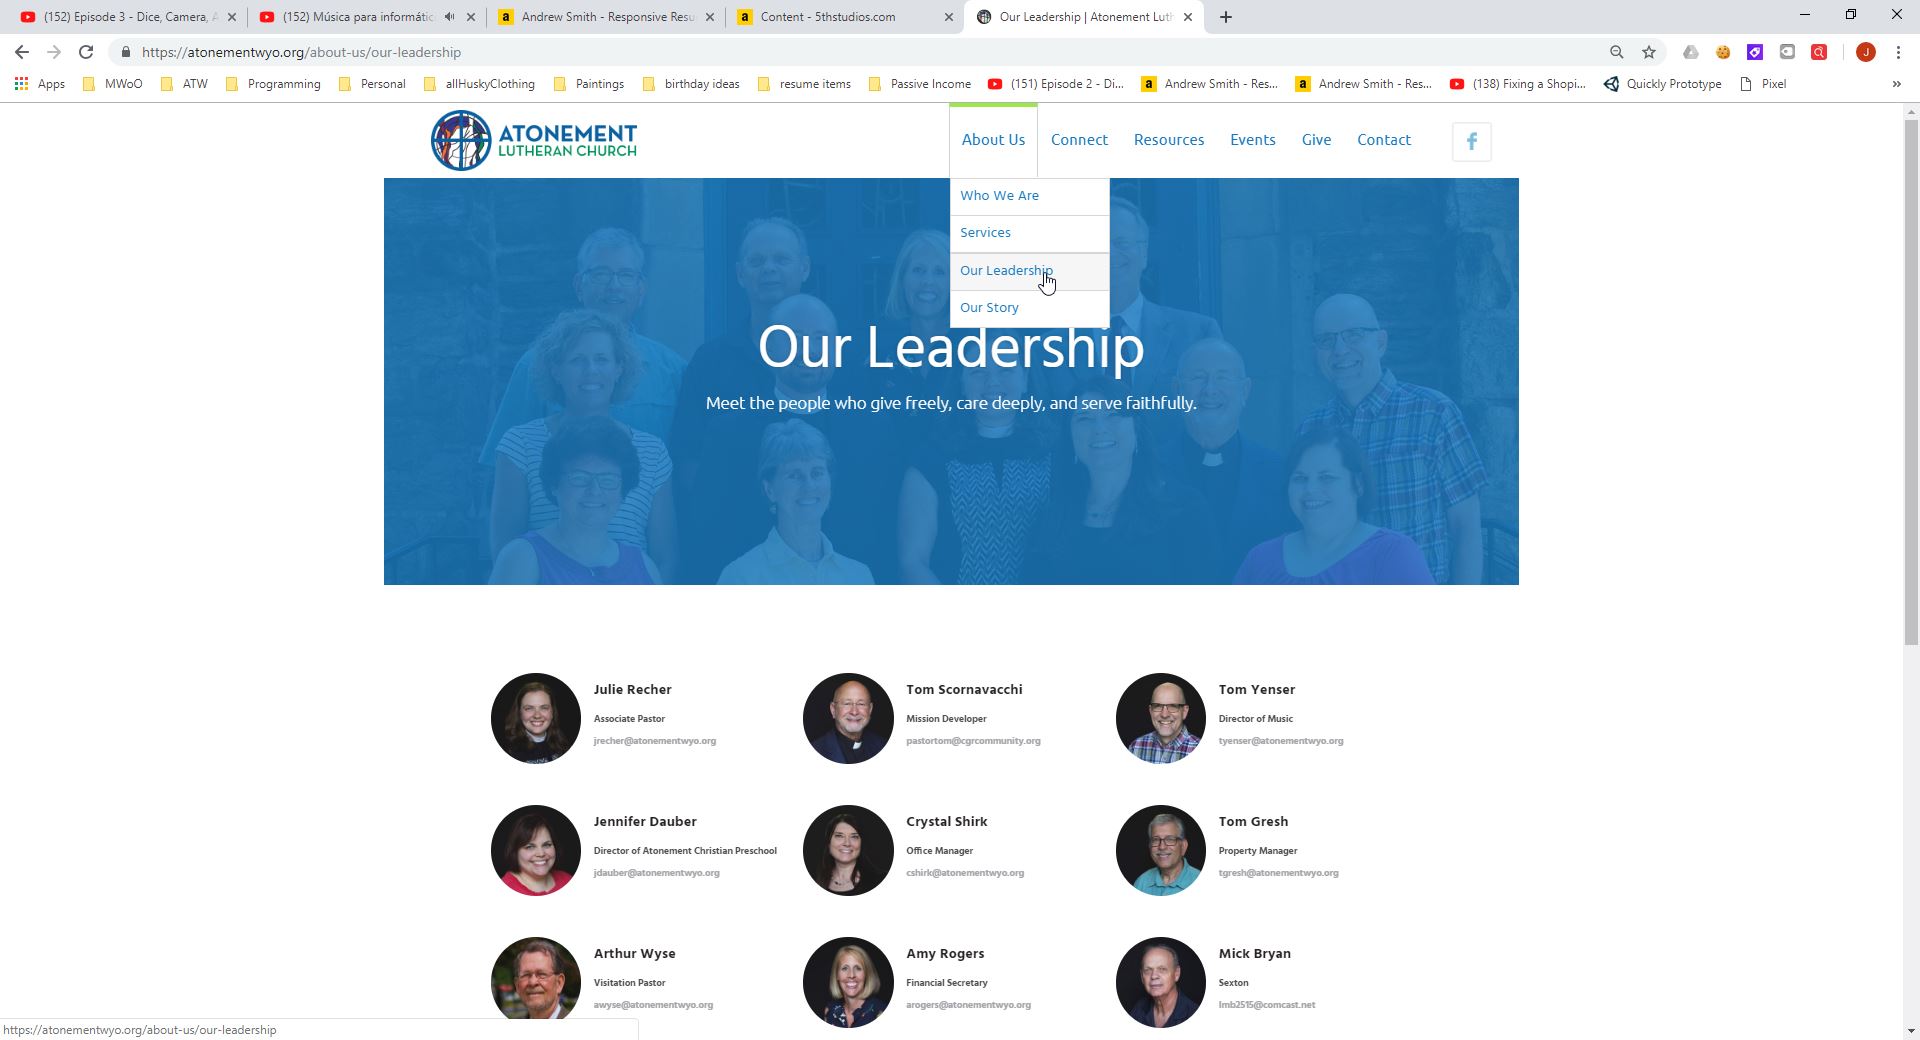 (152) Episode 3 - Dice, Camera, A
(152) Música para informátic
Andrew Smith - Responsive Resu
Content - 5thstudios.com
Our Leadership | Atonement Luth
https://atonementwyo.org/about-us/our-leadership
J
Apps
MWoO
ATW
Programming
Personal
allHuskyClothing
Paintings
birthday ideas
resume items
Passive Income
(151) Episode 2 - Di...
Andrew Smith - Res...
Andrew Smith - Res...
(138) Fixing a Shopi...
Quickly Prototype
Pixel
»
ATONEMENT
LUTHERAN CHURCH
About Us
Connect
Resources
Events
Give
Contact
Who We Are
Services
Our Leadership
Our Story
Our Leadership
Meet the people who give freely, care deeply, and serve faithfully.
Julie Recher
Associate Pastor
jrecher@atonementwyo.org
Tom Scornavacchi
Mission Developer
pastortom@cgrcommunity.org
Tom Yenser
Director of Music
tyenser@atonementwyo.org
Jennifer Dauber
Director of Atonement Christian Preschool
jdauber@atonementwyo.org
Crystal Shirk
Office Manager
cshirk@atonementwyo.org
Tom Gresh
Property Manager
tgresh@atonementwyo.org
Arthur Wyse
Visitation Pastor
awyse@atonementwyo.org
Amy Rogers
Financial Secretary
arogers@atonementwyo.org
Mick Bryan
Sexton
lmb2515@comcast.net
https://atonementwyo.org/about-us/our-leadership